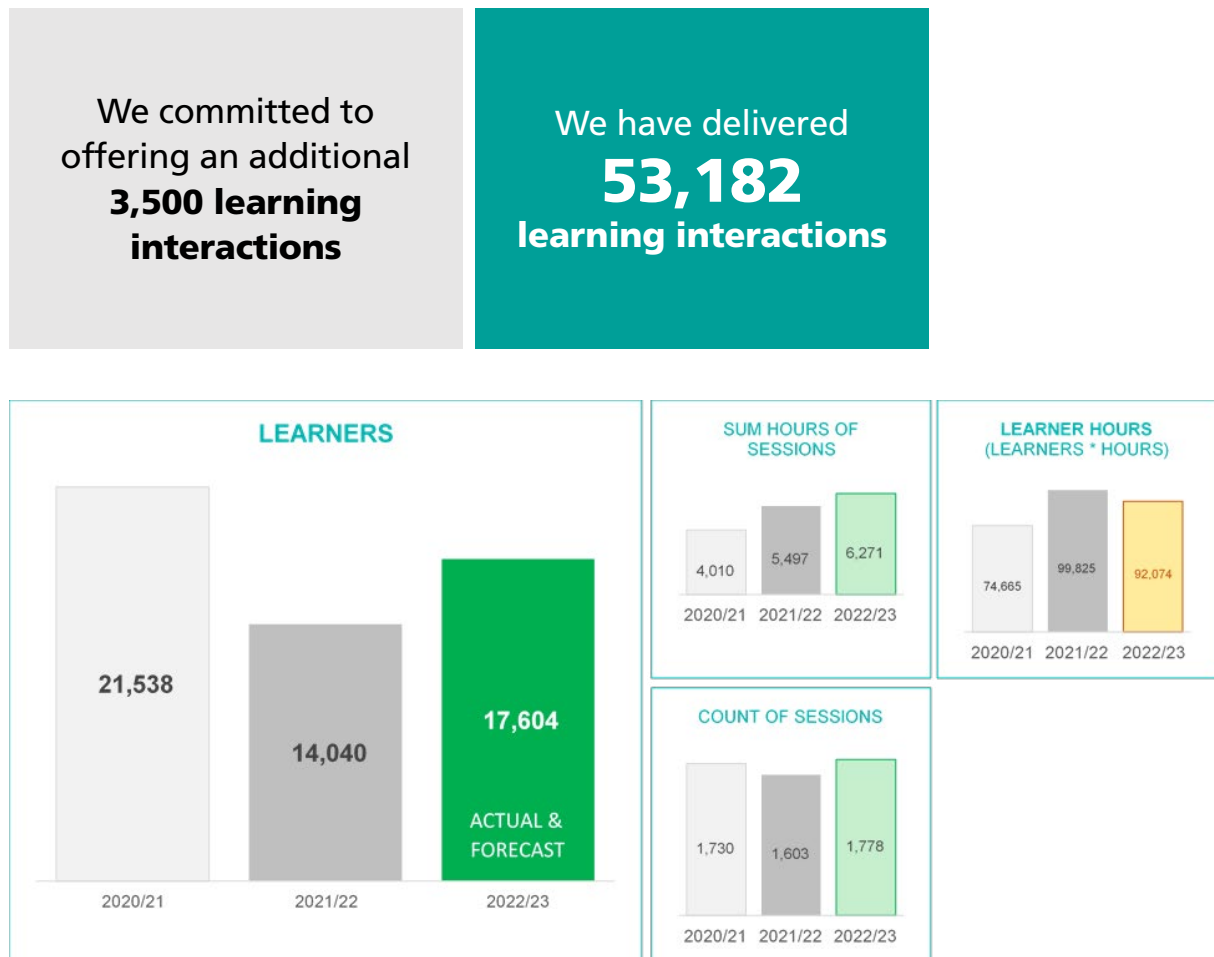 We committed to
offering an additional
3,500 learning
interactions
We have delivered
53,182
learning interactions
LEARNERS
21,538
14,040
17,604
ACTUAL &
FORECAST
2020/21
2021/22
2022/23
SUM HOURS OF
SESSIONS
4,010
5,497
6,271
2020/21 2021/22 2022/23
LEARNER HOURS
(LEARNERS * HOURS)
74,665
99,825
92,074
2020/21 2021/22 2022/23
COUNT OF SESSIONS
1,730
1,603
1,778
2020/21 2021/22 2022/23